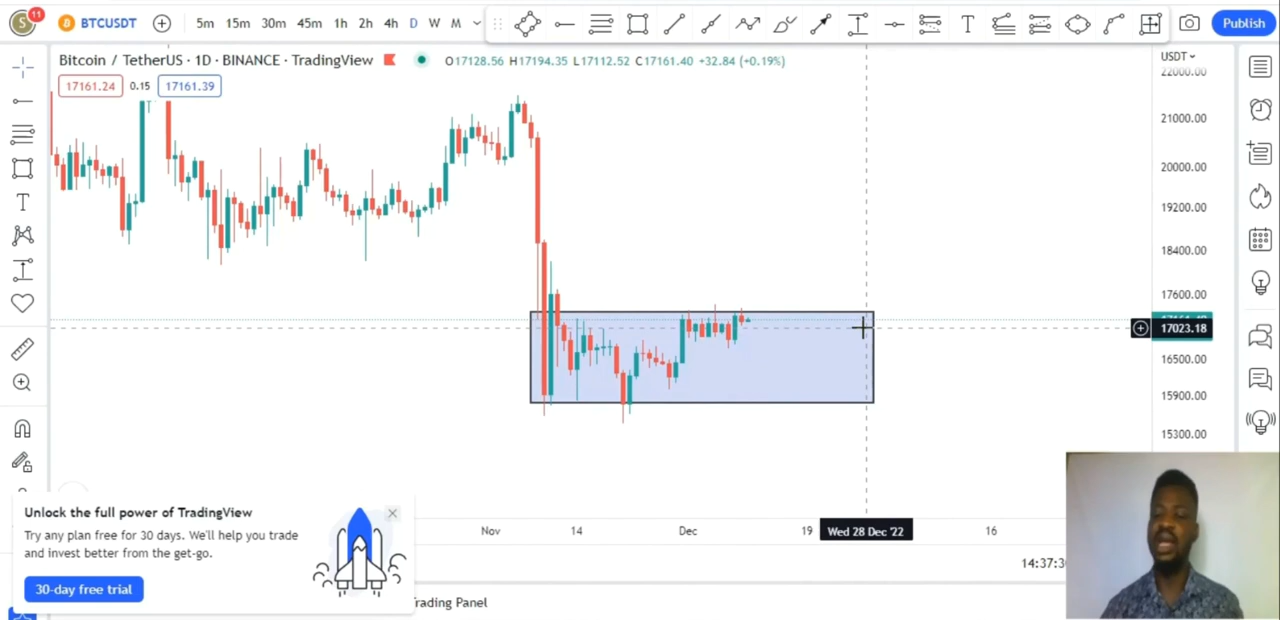 S 11 BTCUSDT 5m 15m 30m 45m 1h 2h 4h D W M T Publish
Bitcoin / TetherUS · 1D · BINANCE · TradingView O17128.56 H17194.35 L17112.52 C17161.40 +32.84 (+0.19%) USDT
17161.24 0.15 17161.39
22000.00
21000.00
20000.00
19200.00
18400.00
17600.00
17023.18
16500.00
15900.00
15300.00
T
Nov 14 Dec 19 Wed 28 Dec '22 16
Unlock the full power of TradingView
Try any plan free for 30 days. We'll help you trade
and invest better from the get-go.
30-day free trial
14:37:3
rading Panel